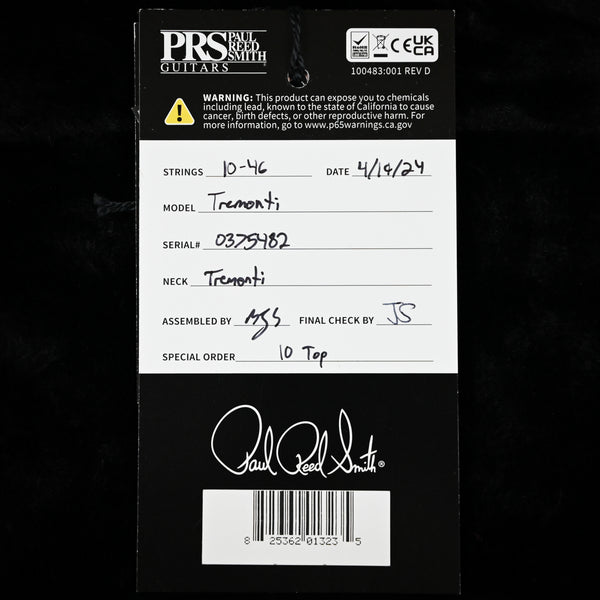 PRS PAUL REED SMITH
GUITARS
UK CA
100483:001 REV D
WARNING: This product can expose you to chemicals
including lead, known to the state of California to cause
cancer, birth defects, or other reproductive harm. For
more information, go to www.p65warnings.ca.gov
STRINGS 10-46 DATE 4/19/24
MODEL Tremonti
SERIAL# 0375482
NECK Tremonti
ASSEMBLED BY FINAL CHECK BY JS
SPECIAL ORDER 10 Top
Paul Reed Smith®
8 25362 01323 5